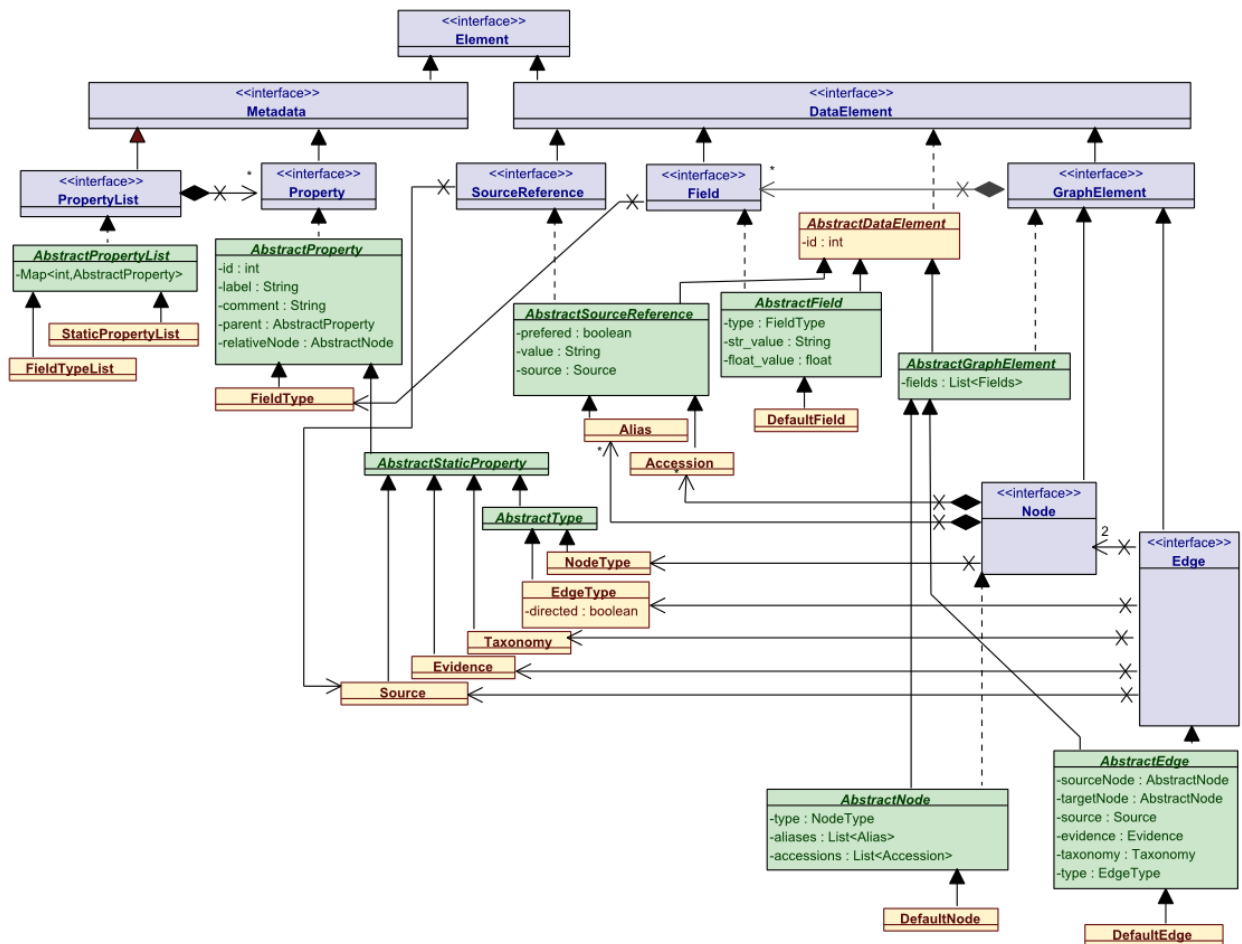 <<interface>>
Element
<<interface>>
Metadata
<<interface>>
DataElement
<<interface>>
PropertyList
*
<<interface>>
Property
<<interface>>
SourceReference
<<interface>>
Field
*
<<interface>>
GraphElement
AbstractPropertyList
-Map<int,AbstractProperty>
AbstractProperty
-id : int
-label : String
-comment : String
-parent : AbstractProperty
-relativeNode : AbstractNode
AbstractDataElement
-id : int
StaticPropertyList
FieldTypeList
FieldType
AbstractSourceReference
-prefered : boolean
-value : String
-source : Source
AbstractField
-type : FieldType
-str_value : String
-float_value : float
AbstractGraphElement
-fields : List<Fields>
DefaultField
Alias
*
Accession
*
AbstractStaticProperty
AbstractType
<<interface>>
Node
2
<<interface>>
Edge
NodeType
EdgeType
-directed : boolean
Taxonomy
Evidence
Source
AbstractNode
-type : NodeType
-aliases : List<Alias>
-accessions : List<Accession>
AbstractEdge
-sourceNode : AbstractNode
-targetNode : AbstractNode
-source : Source
-evidence : Evidence
-taxonomy : Taxonomy
-type : EdgeType
DefaultNode
DefaultEdge